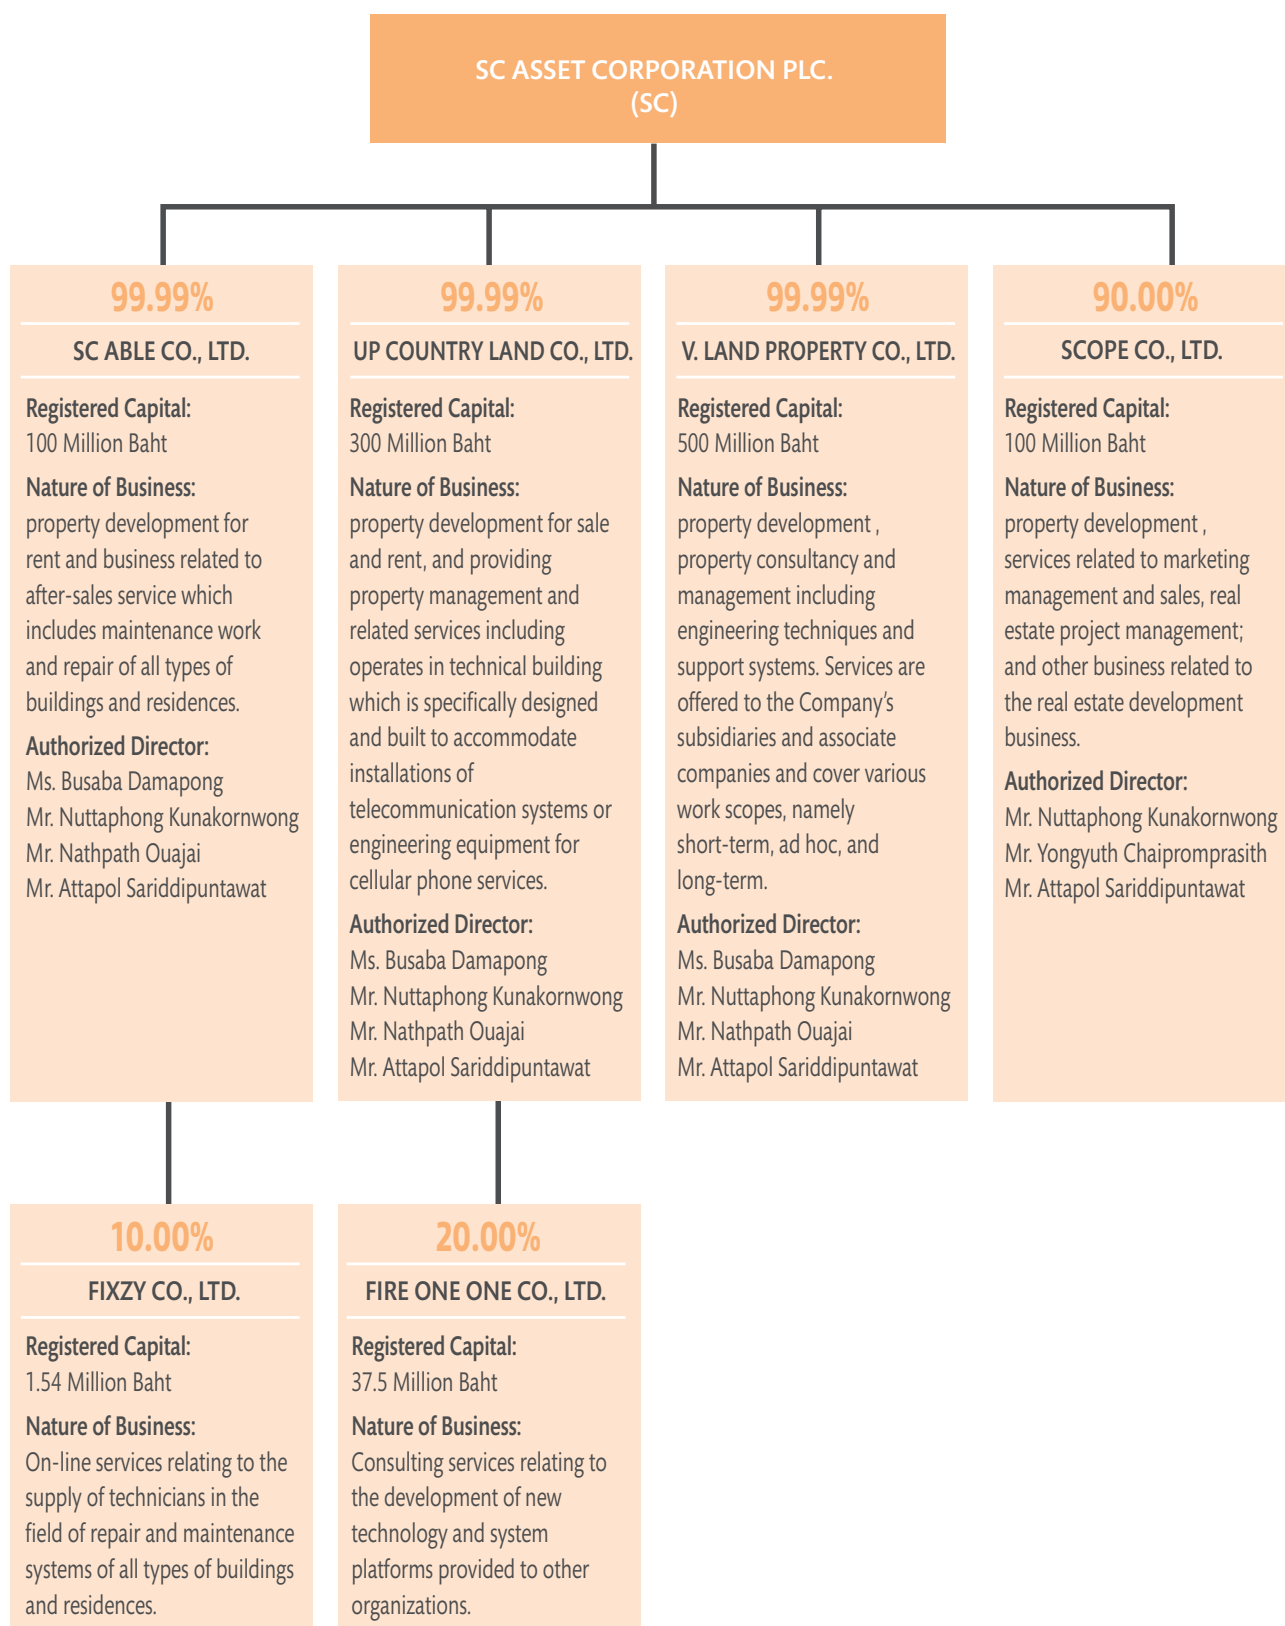 SC ASSET CORPORATION PLC.
(SC)
99.99%
SC ABLE CO., LTD.
Registered Capital:
100 Million Baht
Nature of Business:
property development for
rent and business related to
after-sales service which
includes maintenance work
and repair of all types of
buildings and residences.
Authorized Director:
Ms. Busaba Damapong
Mr. Nuttaphong Kunakornwong
Mr. Nathpath Ouajai
Mr. Attapol Sariddipuntawat
99.99%
UP COUNTRY LAND CO., LTD.
Registered Capital:
300 Million Baht
Nature of Business:
property development for sale
and rent, and providing
property management and
related services including
operates in technical building
which is specifically designed
and built to accommodate
installations of
telecommunication systems or
engineering equipment for
cellular phone services.
Authorized Director:
Ms. Busaba Damapong
Mr. Nuttaphong Kunakornwong
Mr. Nathpath Ouajai
Mr. Attapol Sariddipuntawat
99.99%
V. LAND PROPERTY CO., LTD.
Registered Capital:
500 Million Baht
Nature of Business:
property development ,
property consultancy and
management including
engineering techniques and
support systems. Services are
offered to the Company’s
subsidiaries and associate
companies and cover various
work scopes, namely
short-term, ad hoc, and
long-term.
Authorized Director:
Ms. Busaba Damapong
Mr. Nuttaphong Kunakornwong
Mr. Nathpath Ouajai
Mr. Attapol Sariddipuntawat
90.00%
SCOPE CO., LTD.
Registered Capital:
100 Million Baht
Nature of Business:
property development ,
services related to marketing
management and sales, real
estate project management;
and other business related to
the real estate development
business.
Authorized Director:
Mr. Nuttaphong Kunakornwong
Mr. Yongyuth Chaipromprasith
Mr. Attapol Sariddipuntawat
10.00%
FIXZY CO., LTD.
Registered Capital:
1.54 Million Baht
Nature of Business:
On-line services relating to the
supply of technicians in the
field of repair and maintenance
systems of all types of buildings
and residences.
20.00%
FIRE ONE ONE CO., LTD.
Registered Capital:
37.5 Million Baht
Nature of Business:
Consulting services relating to
the development of new
technology and system
platforms provided to other
organizations.